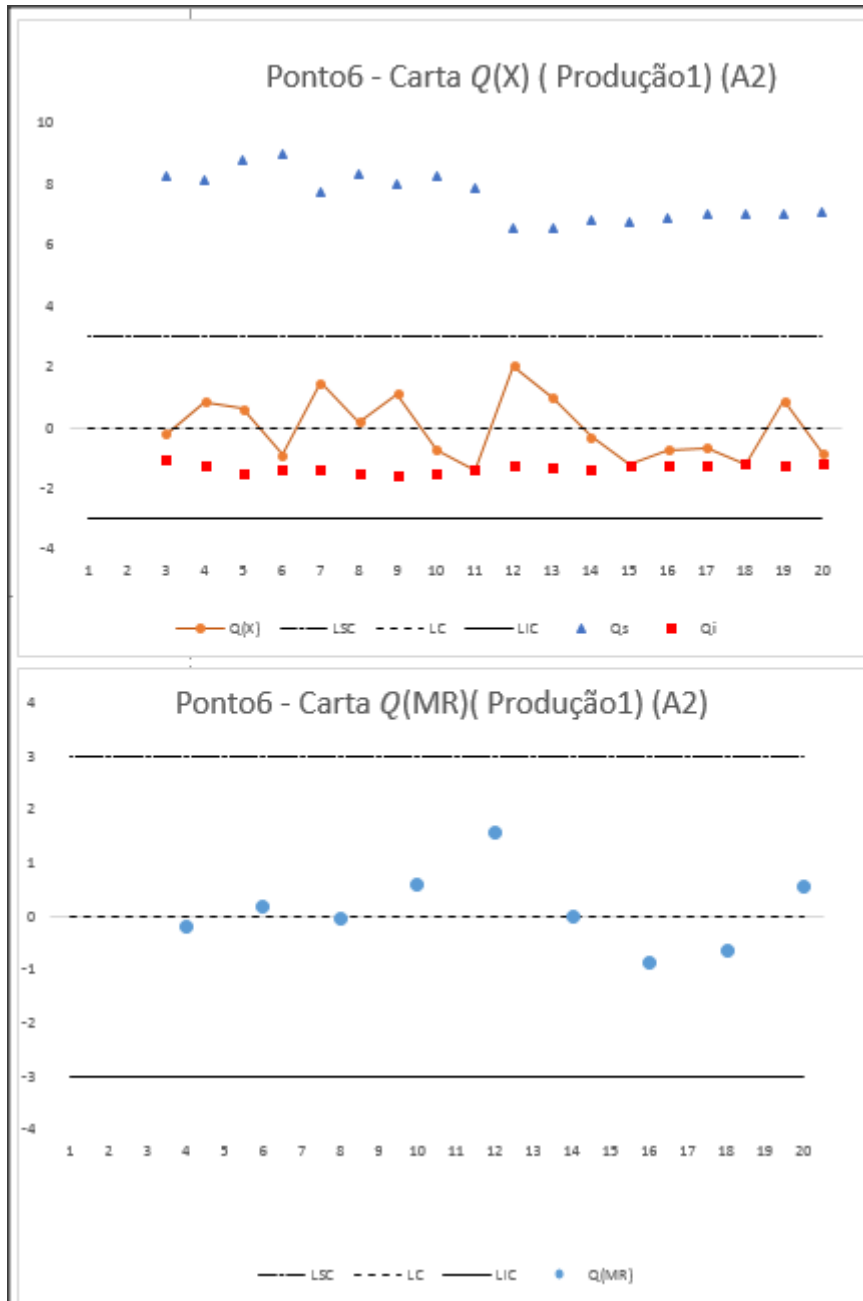 Ponto6 - Carta Q(X) ( Produção1) (A2)
10
8
6
4
2
0
-2
-4
1 2 3 4 5 6 7 8 9 10 11 12 13 14 15 16 17 18 19 20
Q(X) LSC LC LIC Qs Qi
Ponto6 - Carta Q(MR)( Produção1) (A2)
4
3
2
1
0
-1
-2
-3
-4
1 2 3 4 5 6 7 8 9 10 11 12 13 14 15 16 17 18 19 20
LSC LC LIC Q(MR)